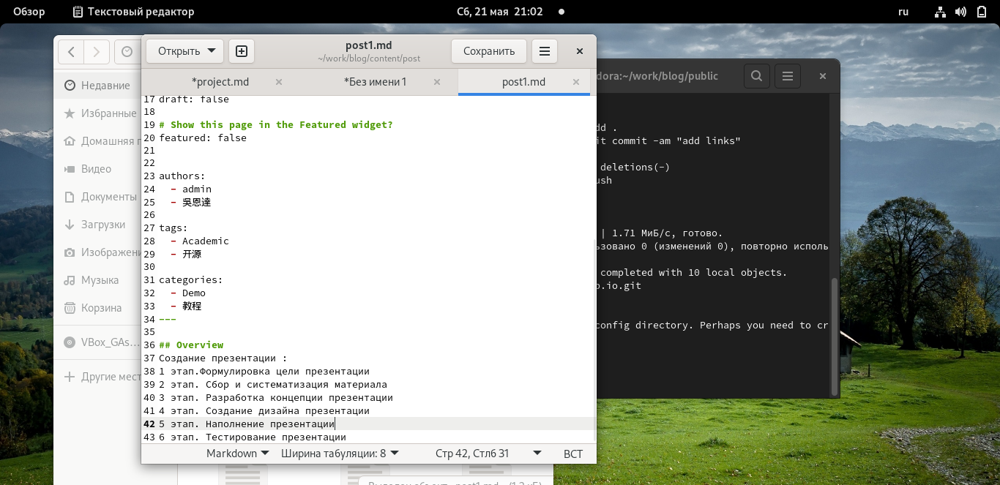 Обзор
Текстовый редактор
Сб, 21 мая 21:02
ru
Недавние
Избранные
Домашняя
Видео
Документы
Загрузки
Изображени
Музыка
Корзина
VBox_GAs...
Другие мест
Открыть
post1.md
~/work/blog/content/post
Сохранить
*project.md
*Без имени 1
post1.md
17 draft: false
18
19 # Show this page in the Featured widget?
20 featured: false
21
22
23 authors:
24 - admin
25 - 吳恩達
26
27 tags:
28 - Academic
29 - 开源
30
31 categories:
32 - Demo
33 - 教程
34 ---
35
36 ## Overview
37 Создание презентации :
38 1 этап.Формулировка цели презентации
39 2 этап. Сбор и систематизация материала
40 3 этап. Разработка концепции презентации
41 4 этап. Создание дизайна презентации
42 5 этап. Наполнение презентации
43 6 этап. Тестирование презентации
Markdown
Ширина табуляции: 8
Стр 42, Стлб 31
ВСТ
dora:~/work/blog/public
dd .
it commit -am "add links"
deletions(-)
ush
| 1.71 МиБ/с, готово.
ьзовано 0 (изменений 0), повторно исполь
completed with 10 local objects.
o.io.git
config directory. Perhaps you need to cr